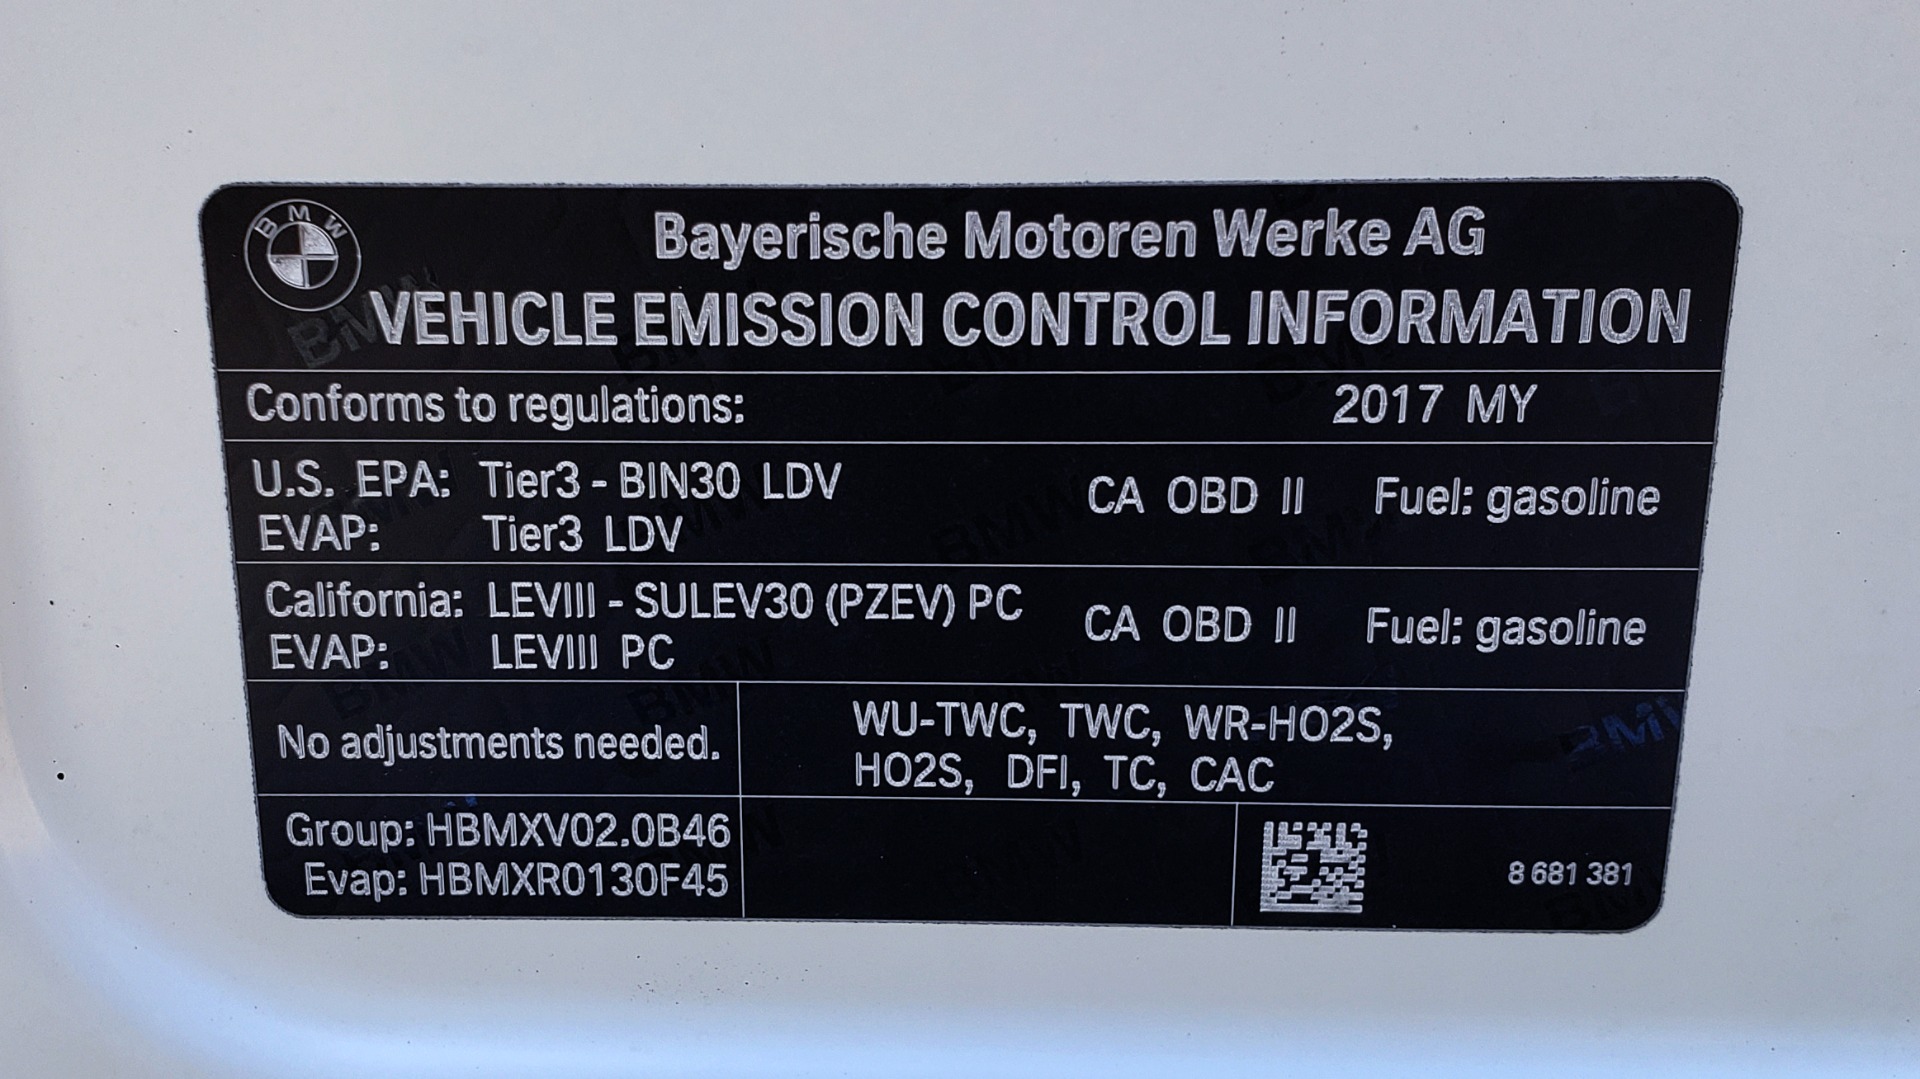 BMW
Bayerische Motoren Werke AG
VEHICLE EMISSION CONTROL INFORMATION
Conforms to regulations: 2017 MY
U.S. EPA: Tier3 - BIN30 LDV CA OBD II Fuel: gasoline
EVAP: Tier3 LDV
California: LEVIII - SULEV30 (PZEV) PC CA OBD II Fuel: gasoline
EVAP: LEVIII PC
No adjustments needed.
WU-TWC, TWC, WR-HO2S,
HO2S, DFI, TC, CAC
Group: HBMXV02.0B46
Evap: HBMXR0130F45
8 681 381